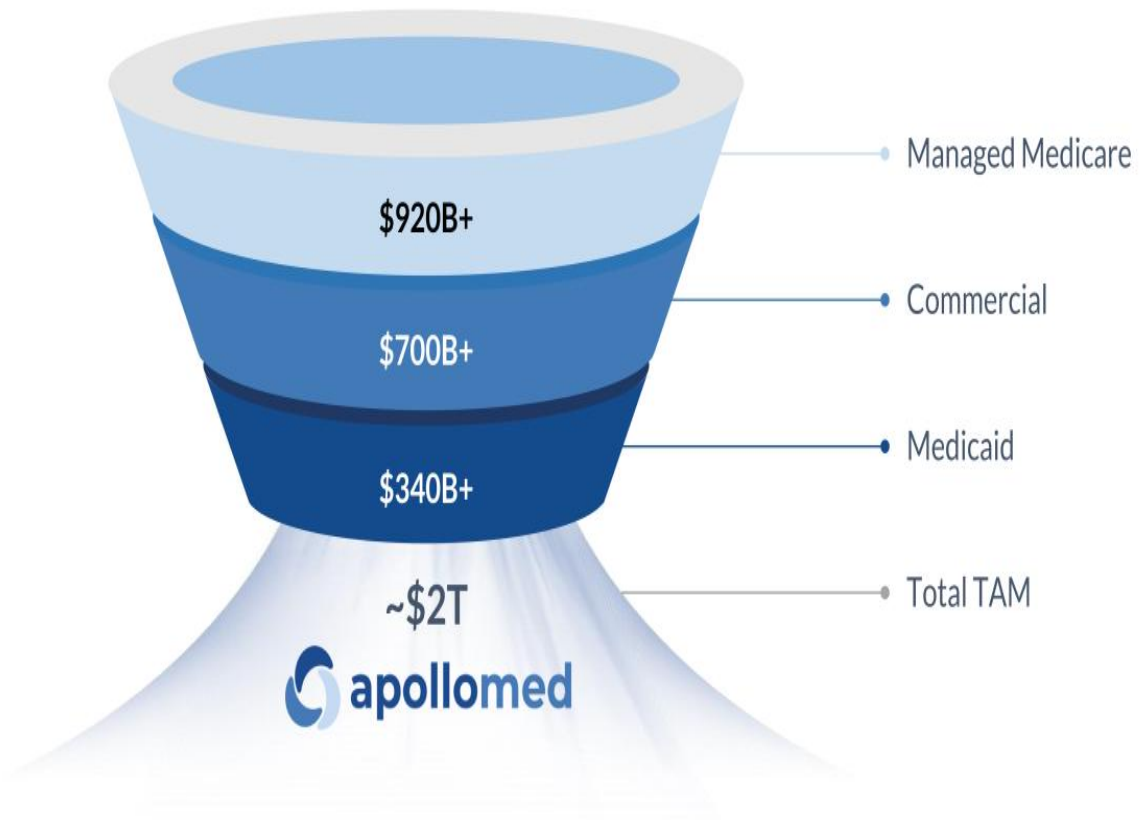 Managed Medicare
$920B+
Commercial
$700B+
Medicaid
$340B+
~$2T
Total TAM
apollomed